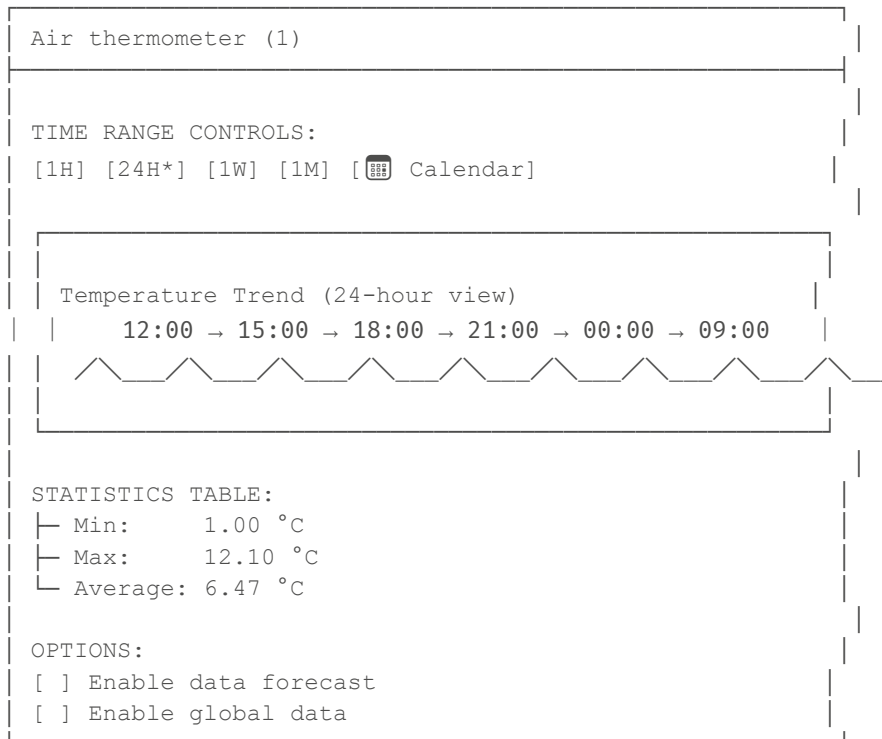 Air thermometer (1)
TIME RANGE CONTROLS:
[1H] [24H*] [1W] [1M] [📅 Calendar]
Temperature Trend (24-hour view)
12:00 → 15:00 → 18:00 → 21:00 → 00:00 → 09:00
STATISTICS TABLE:
├─ Min: 1.00 °C
├─ Max: 12.10 °C
└─ Average: 6.47 °C
OPTIONS:
[ ] Enable data forecast
[ ] Enable global data